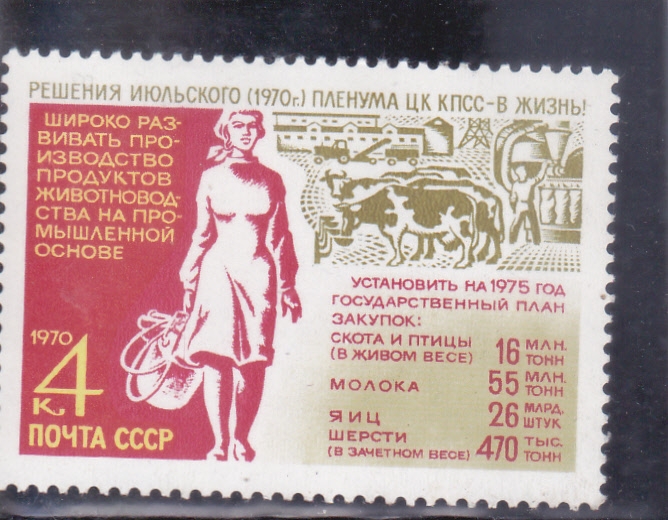 РЕШЕНИЯ ИЮЛЬСКОГО (1970г.) ПЛЕНУМА ЦК КПСС-В ЖИЗНЬ!
ШИРОКО РАЗ-
ВИВАТЬ ПРО-
ИЗВОДСТВО
ПРОДУКТОВ
ЖИВОТНОВОД-
СТВА НА ПРО-
МЫШЛЕННОЙ
ОСНОВЕ
1970
4 к.
ПОЧТА СССР
УСТАНОВИТЬ НА 1975 ГОД
ГОСУДАРСТВЕННЫЙ ПЛАН
ЗАКУПОК:
СКОТА И ПТИЦЫ
(В ЖИВОМ ВЕСЕ) 16 МЛН. ТОНН
МОЛОКА 55 МЛН. ТОНН
ЯИЦ 26 МЛРД. ШТУК
ШЕРСТИ
(В ЗАЧЕТНОМ ВЕСЕ) 470 ТЫС. ТОНН